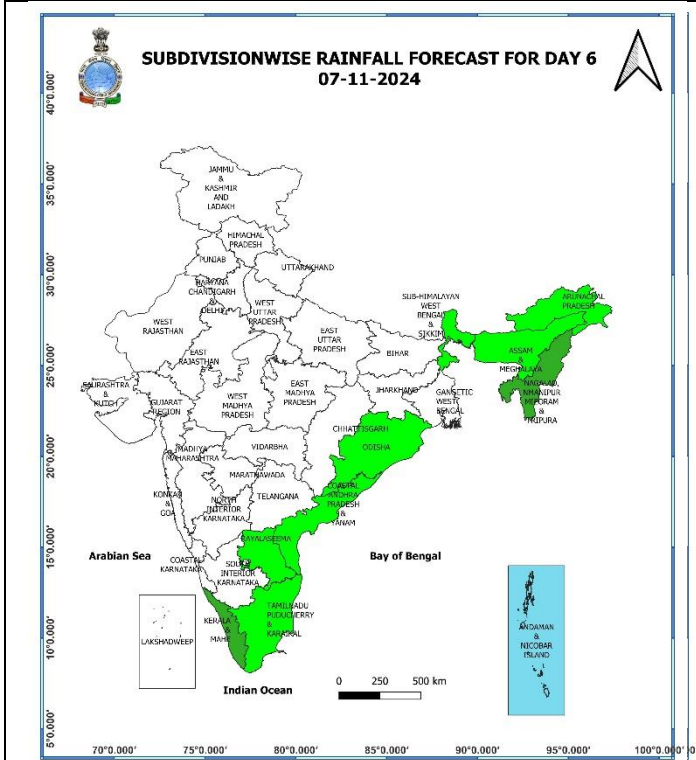 SUBDIVISIONWISE RAINFALL FORECAST FOR DAY 6
07-11-2024
40°0.000'
35°0.000'
30°0.000'
25°0.000'
20°0.000'
15°0.000'
10°0.000'
5°0.000'
JAMMU
&
KASHMIR
AND
LADAKH
HIMACHAL
PRADESH
PUNJAB
UTTARAKHAND
HARYANA
CHANDIGARH
&
DELHI
WEST
UTTAR
PRADESH
WEST
RAJASTHAN
EAST
RAJASTHAN
EAST
UTTAR
PRADESH
SUB-HIMALAYAN
WEST
BENGAL
&
SIKKIM
ARUNACHAL
PRADESH
ASSAM
&
MEGHALAYA
BIHAR
SAURASHTRA
&
KUTCH
GUJARAT
REGION
WEST
MADHYA
PRADESH
EAST
MADHYA
PRADESH
JHARKHAND
GANGETIC
WEST
BENGAL
MIZORAM
&
TRIPURA
CHHATTISGARH
ODISHA
MADHYA
MAHARASHTRA
VIDARBHA
MARATHAWADA
TELANGANA
COASTAL
ANDHRA
PRADESH
&
YANAM
KONKAN
&
GOA
NORTH
INTERIOR
KARNATAKA
RAYALASEEMA
Arabian Sea
Bay of Bengal
COASTAL
KARNATAKA
SOUTH
INTERIOR
KARNATAKA
TAMILNADU
PUDUCHERRY
&
KARAIKAL
KERALA
&
MAHE
LAKSHADWEEP
ANDAMAN
&
NICOBAR
ISLAND
Indian Ocean
0 250 500 km
70°0.000' 75°0.000' 80°0.000' 85°0.000' 90°0.000' 95°0.000' 100°0.000'